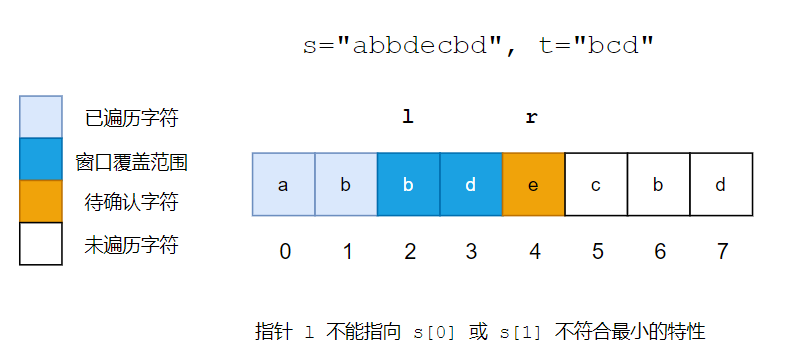 s="abbdecbd", t="bcd"
l r
已遍历字符
窗口覆盖范围
待确认字符
未遍历字符
a b b d e c b d
0 1 2 3 4 5 6 7
指针 l 不能指向 s[0] 或 s[1] 不符合最小的特性